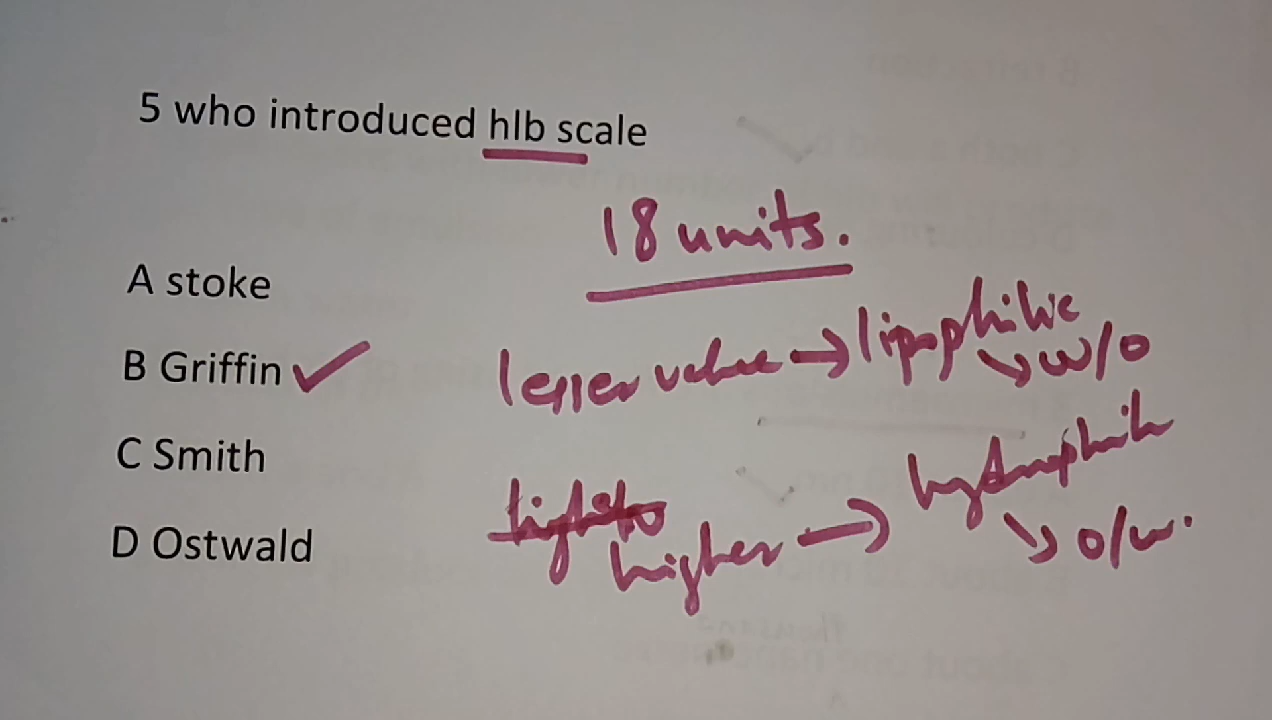 5 who introduced hlb scale
18 units.
A stoke
B Griffin
lesser value → lipophilic
↘ w/o
C Smith
higher → hydrophilic
↘ o/w.
D Ostwald